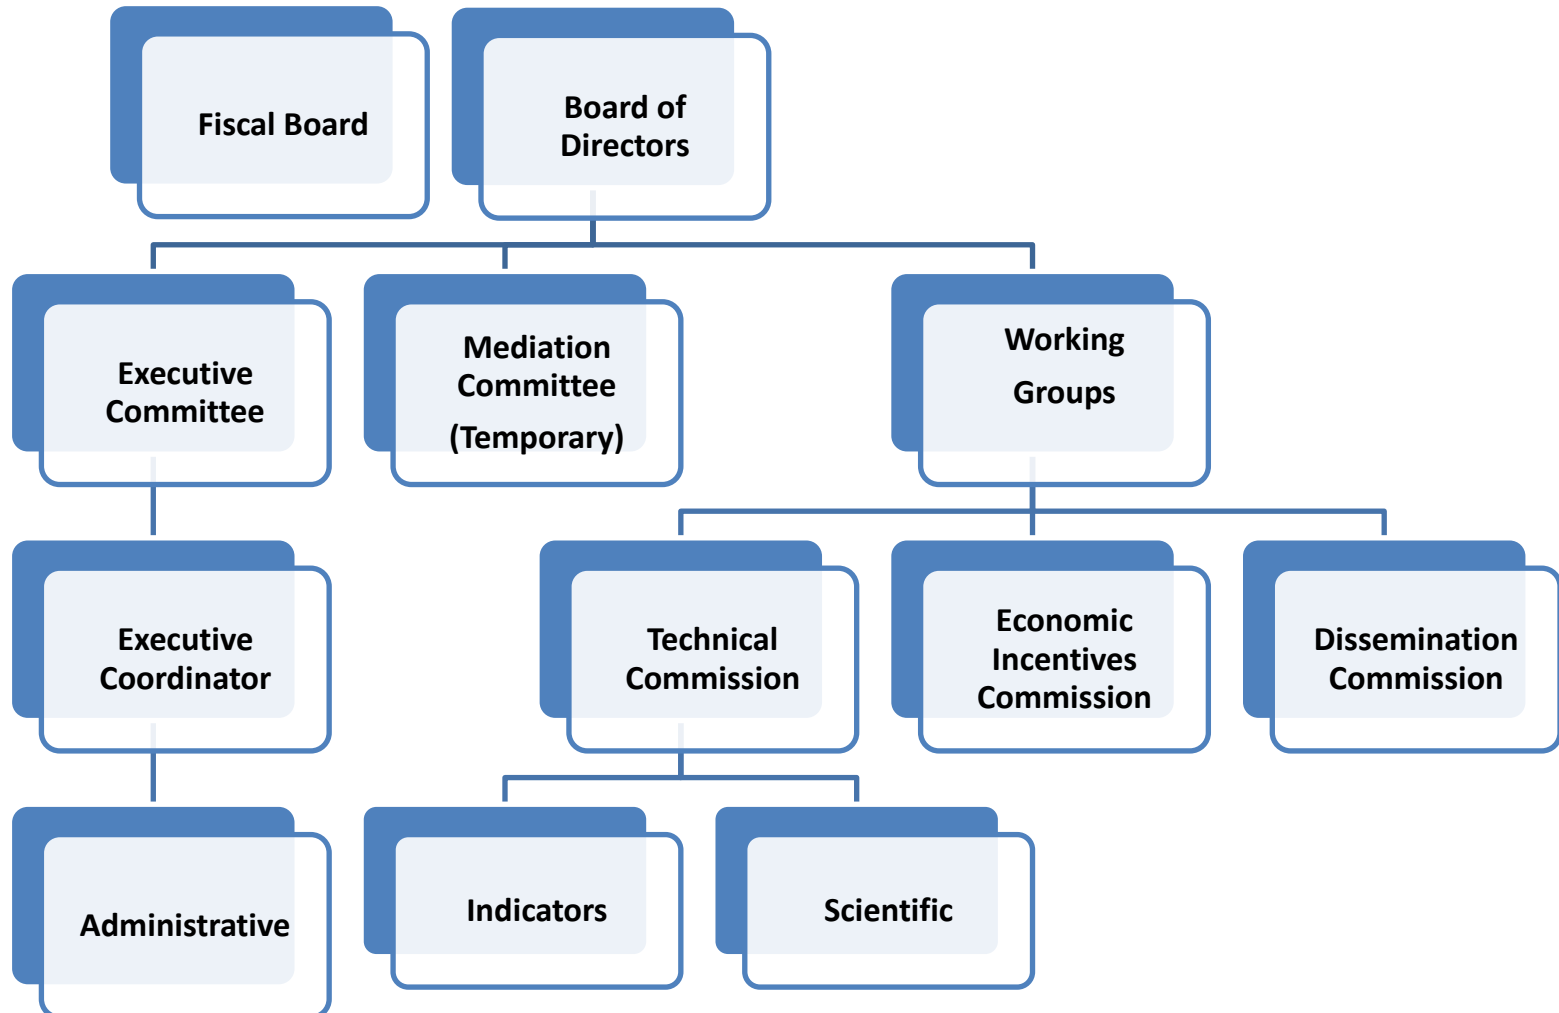 Fiscal Board
Board of
Directors
Executive
Committee
Mediation
Committee
(Temporary)
Working
Groups
Executive
Coordinator
Technical
Commission
Economic
Incentives
Commission
Dissemination
Commission
Administrative
Indicators
Scientific